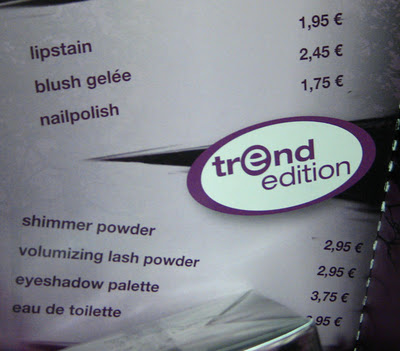 lipstain 1,95 €
blush gelée 2,45 €
nailpolish 1,75 €
trend
edition
shimmer powder 2,95 €
volumizing lash powder 2,95 €
eyeshadow palette 3,75 €
eau de toilette